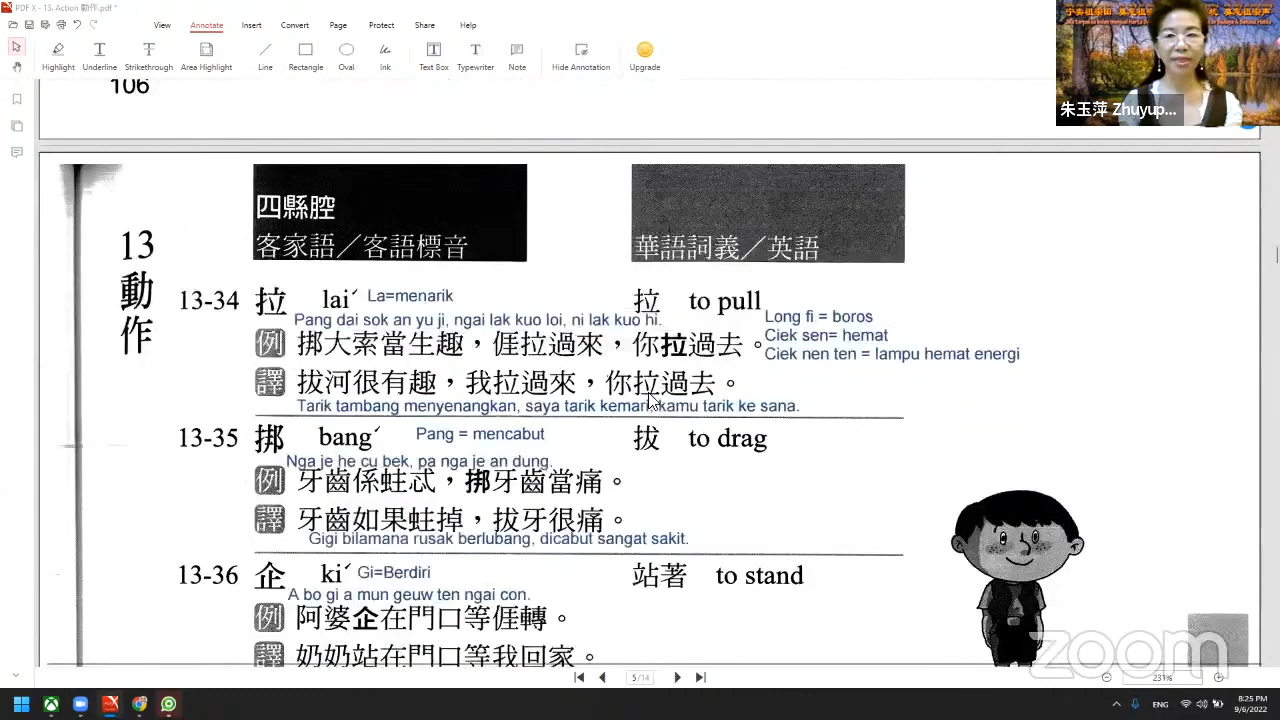 PDF X - 13. Action 動作.pdf *
View Annotate Insert Convert Page Protect Share Help
Highlight Underline Strikethrough Area Highlight Line Rectangle Oval Ink Text Box Typewriter Note Hide Annotation Upgrade
朱玉萍 Zhuyup...
106
四縣腔
客家語／客語標音
華語詞義／英語
13
動作
13-34 拉 laiˊ La=menarik 拉 to pull
Pang dai sok an yu ji, ngai lak kuo loi, ni lak kuo hi.
Long fi = boros
例 挷大索當生趣，𠊎拉過來，你拉過去。
Ciek sen= hemat
Ciek nen ten = lampu hemat energi
譯 拔河很有趣，我拉過來，你拉過去。
Tarik tambang menyenangkan, saya tarik kemari kamu tarik ke sana.
13-35 挷 bangˊ Pang = mencabut 拔 to drag
Nga je he cu bek, pa nga je an dung.
例 牙齒係蛀忒，挷牙齒當痛。
譯 牙齒如果蛀掉，拔牙很痛。
Gigi bilamana rusak berlubang, dicabut sangat sakit.
13-36 企 kiˊ Gi=Berdiri 站著 to stand
A bo gi a mun geuw ten ngai con.
例 阿婆企在門口等𠊎轉。
譯 奶奶站在門口等我回家。
zoom
5/14
231%
ENG
8:25 PM
9/6/2022